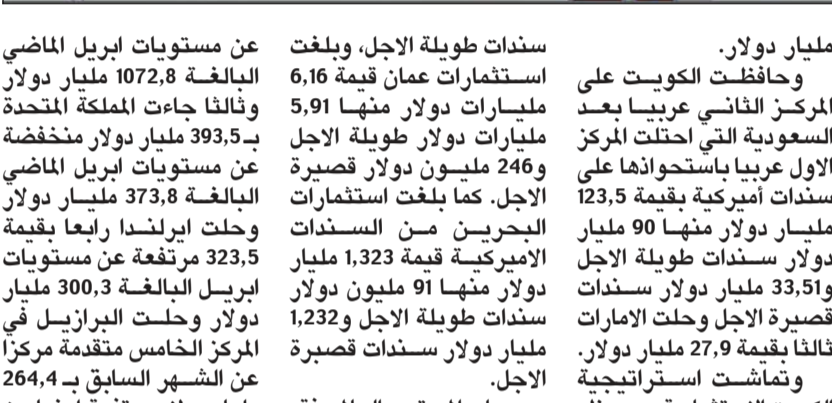 مليار دولار.
وحافظت الكويت على
المركز الثاني عربيا بعد
السعودية التي احتلت المركز
الاول عربيا باستحواذها على
سندات أميركية بقيمة 123,5
مليار دولار منها 90 مليار
دولار سندات طويلة الاجل
و33,51 مليار دولار سندات
قصيرة الاجل وحلت الامارات
ثالثا بقيمة 27,9 مليار دولار.
وتماشت استراتيجية
سندات طويلة الاجل، وبلغت
استثمارات عمان قيمة 6,16
مليارات دولار منها 5,91
مليارات دولار طويلة الاجل
و246 مليون دولار قصيرة
الاجل. كما بلغت استثمارات
البحرين من السندات
الاميركية قيمة 1,323 مليار
دولار منها 91 مليون دولار
سندات طويلة الاجل و1,232
مليار دولار سندات قصيرة
الاجل.
عن مستويات ابريل الماضي
البالغة 1072,8 مليار دولار
وثالثا جاءت المملكة المتحدة
بـ393,5 مليار دولار منخفضة
عن مستويات ابريل الماضي
البالغة 373,8 مليار دولار
وحلت ايرلندا رابعا بقيمة
323,5 مرتفعة عن مستويات
ابريل البالغة 300,3 مليار
دولار وحلت البرازيل في
المركز الخامس متقدمة مركزا
عن الشهر السابق بـ 264,4